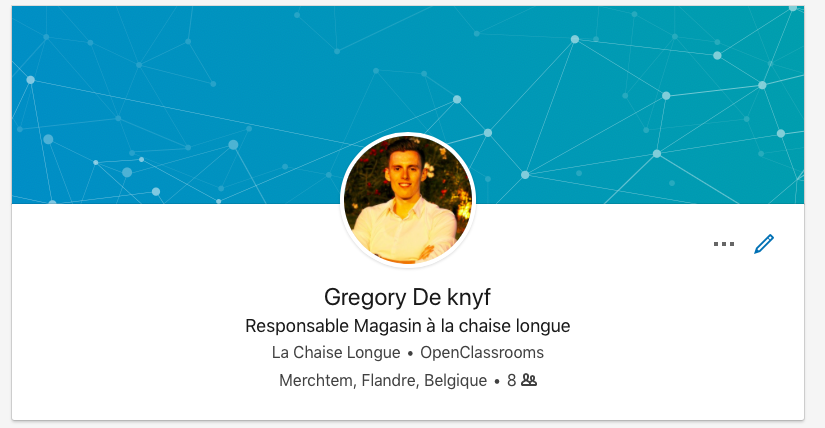 Gregory De knyf
Responsable Magasin à la chaise longue
La Chaise Longue • OpenClassrooms
Merchtem, Flandre, Belgique • 8